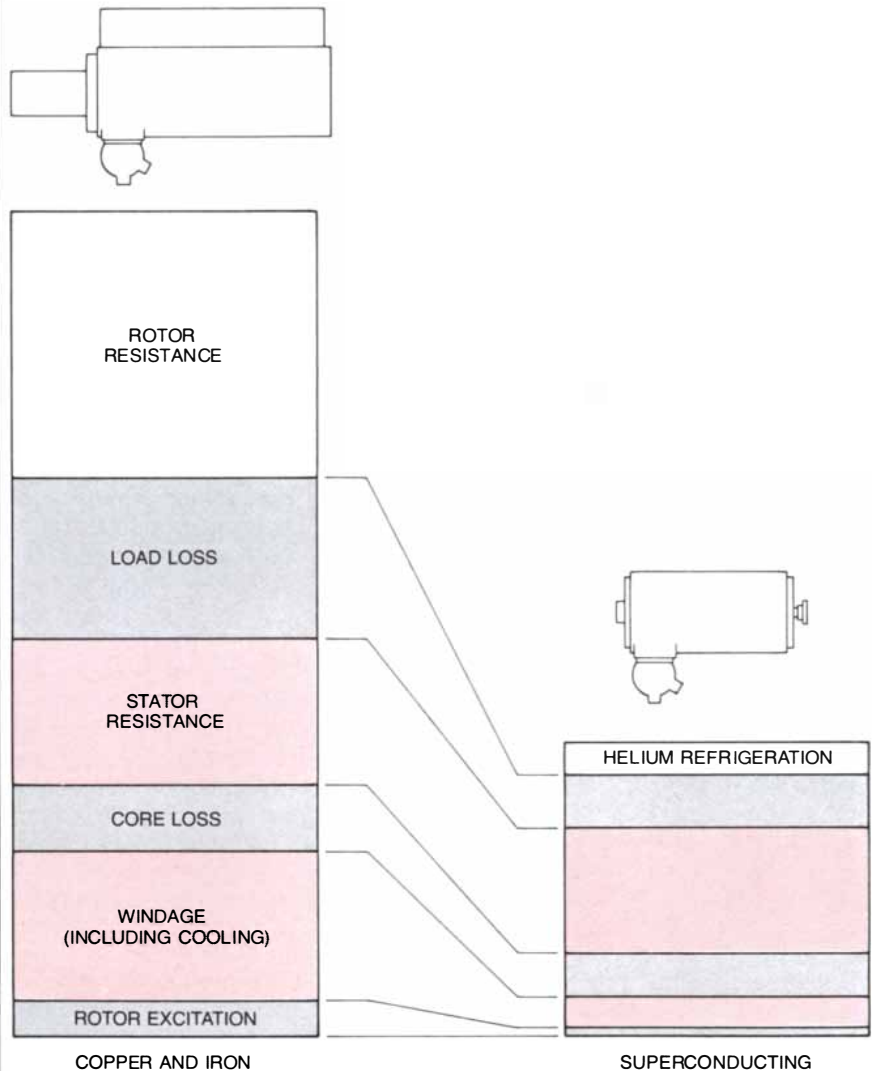 ROTOR
RESISTANCE
LOAD LOSS
STATOR
RESISTANCE
CORE LOSS
WINDAGE
(INCLUDING COOLING)
ROTOR EXCITATION
COPPER AND IRON
HELIUM REFRIGERATION
SUPERCONDUCTING